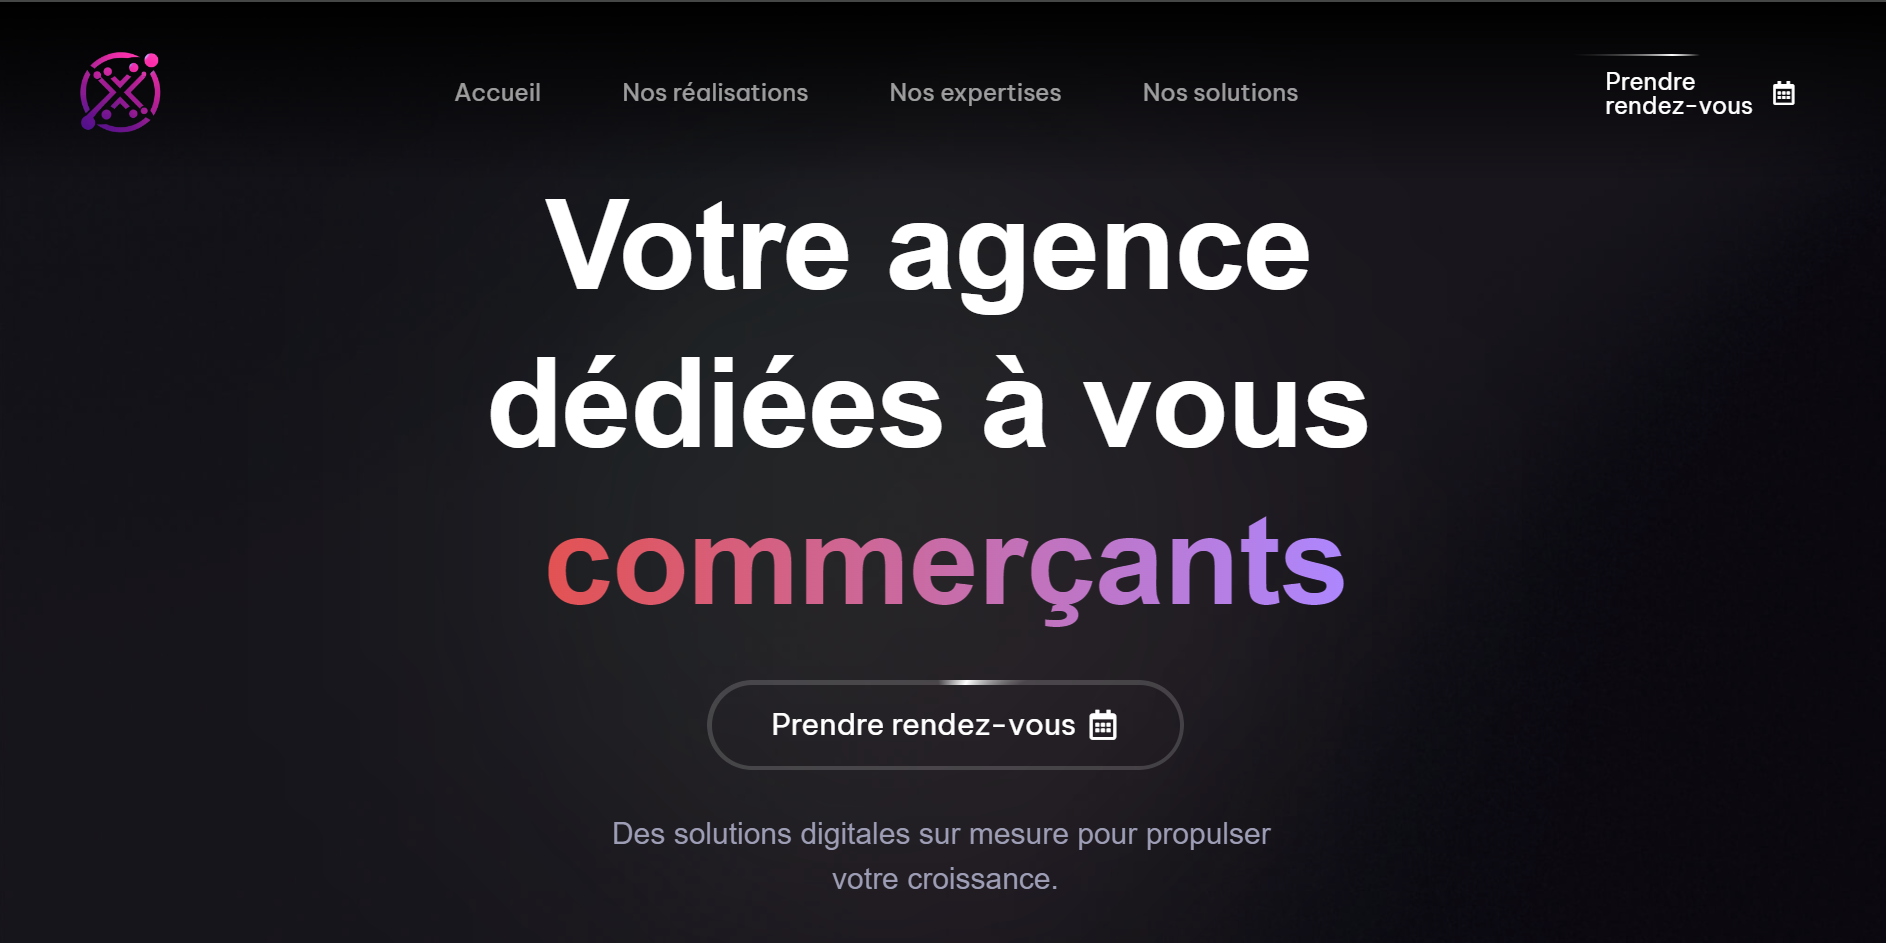 Accueil
Nos réalisations
Nos expertises
Nos solutions
Prendre
rendez-vous
Votre agence
dédiées à vous
commerçants
Prendre rendez-vous
Des solutions digitales sur mesure pour propulser
votre croissance.